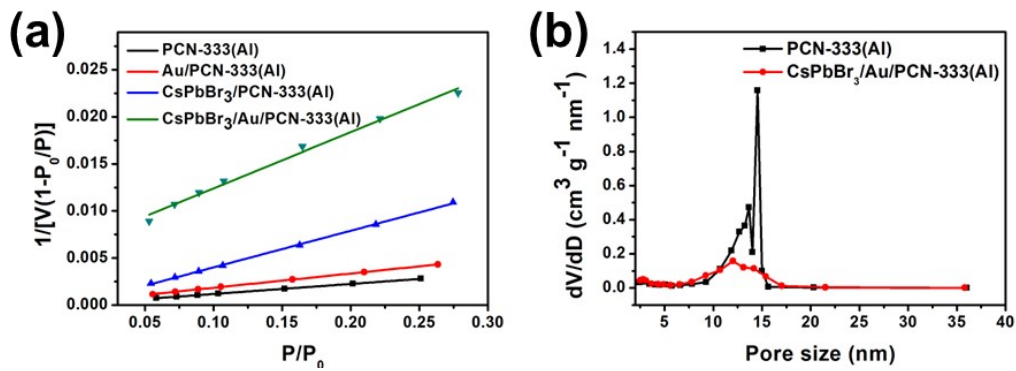 (a)
PCN-333(Al)
Au/PCN-333(Al)
CsPbBr₃/PCN-333(Al)
CsPbBr₃/Au/PCN-333(Al)
1/[V(1-P₀/P)]
0.025
0.020
0.015
0.010
0.005
0.000
0.05 0.10 0.15 0.20 0.25 0.30
P/P₀
(b)
PCN-333(Al)
CsPbBr₃/Au/PCN-333(Al)
dV/dD (cm³ g⁻¹ nm⁻¹)
1.4
1.2
1.0
0.8
0.6
0.4
0.2
0.0
5 10 15 20 25 30 35 40
Pore size (nm)